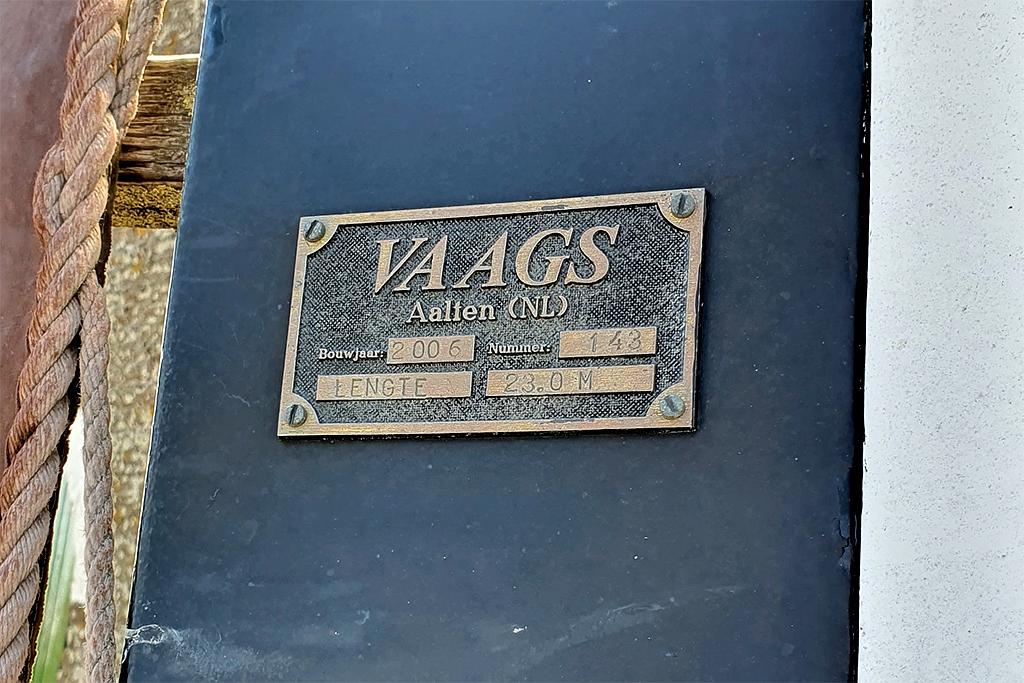 VAAGS
Aalten (NL)
Bouwjaar: 2006 Nummer: 143
LENGTE 23.0 M